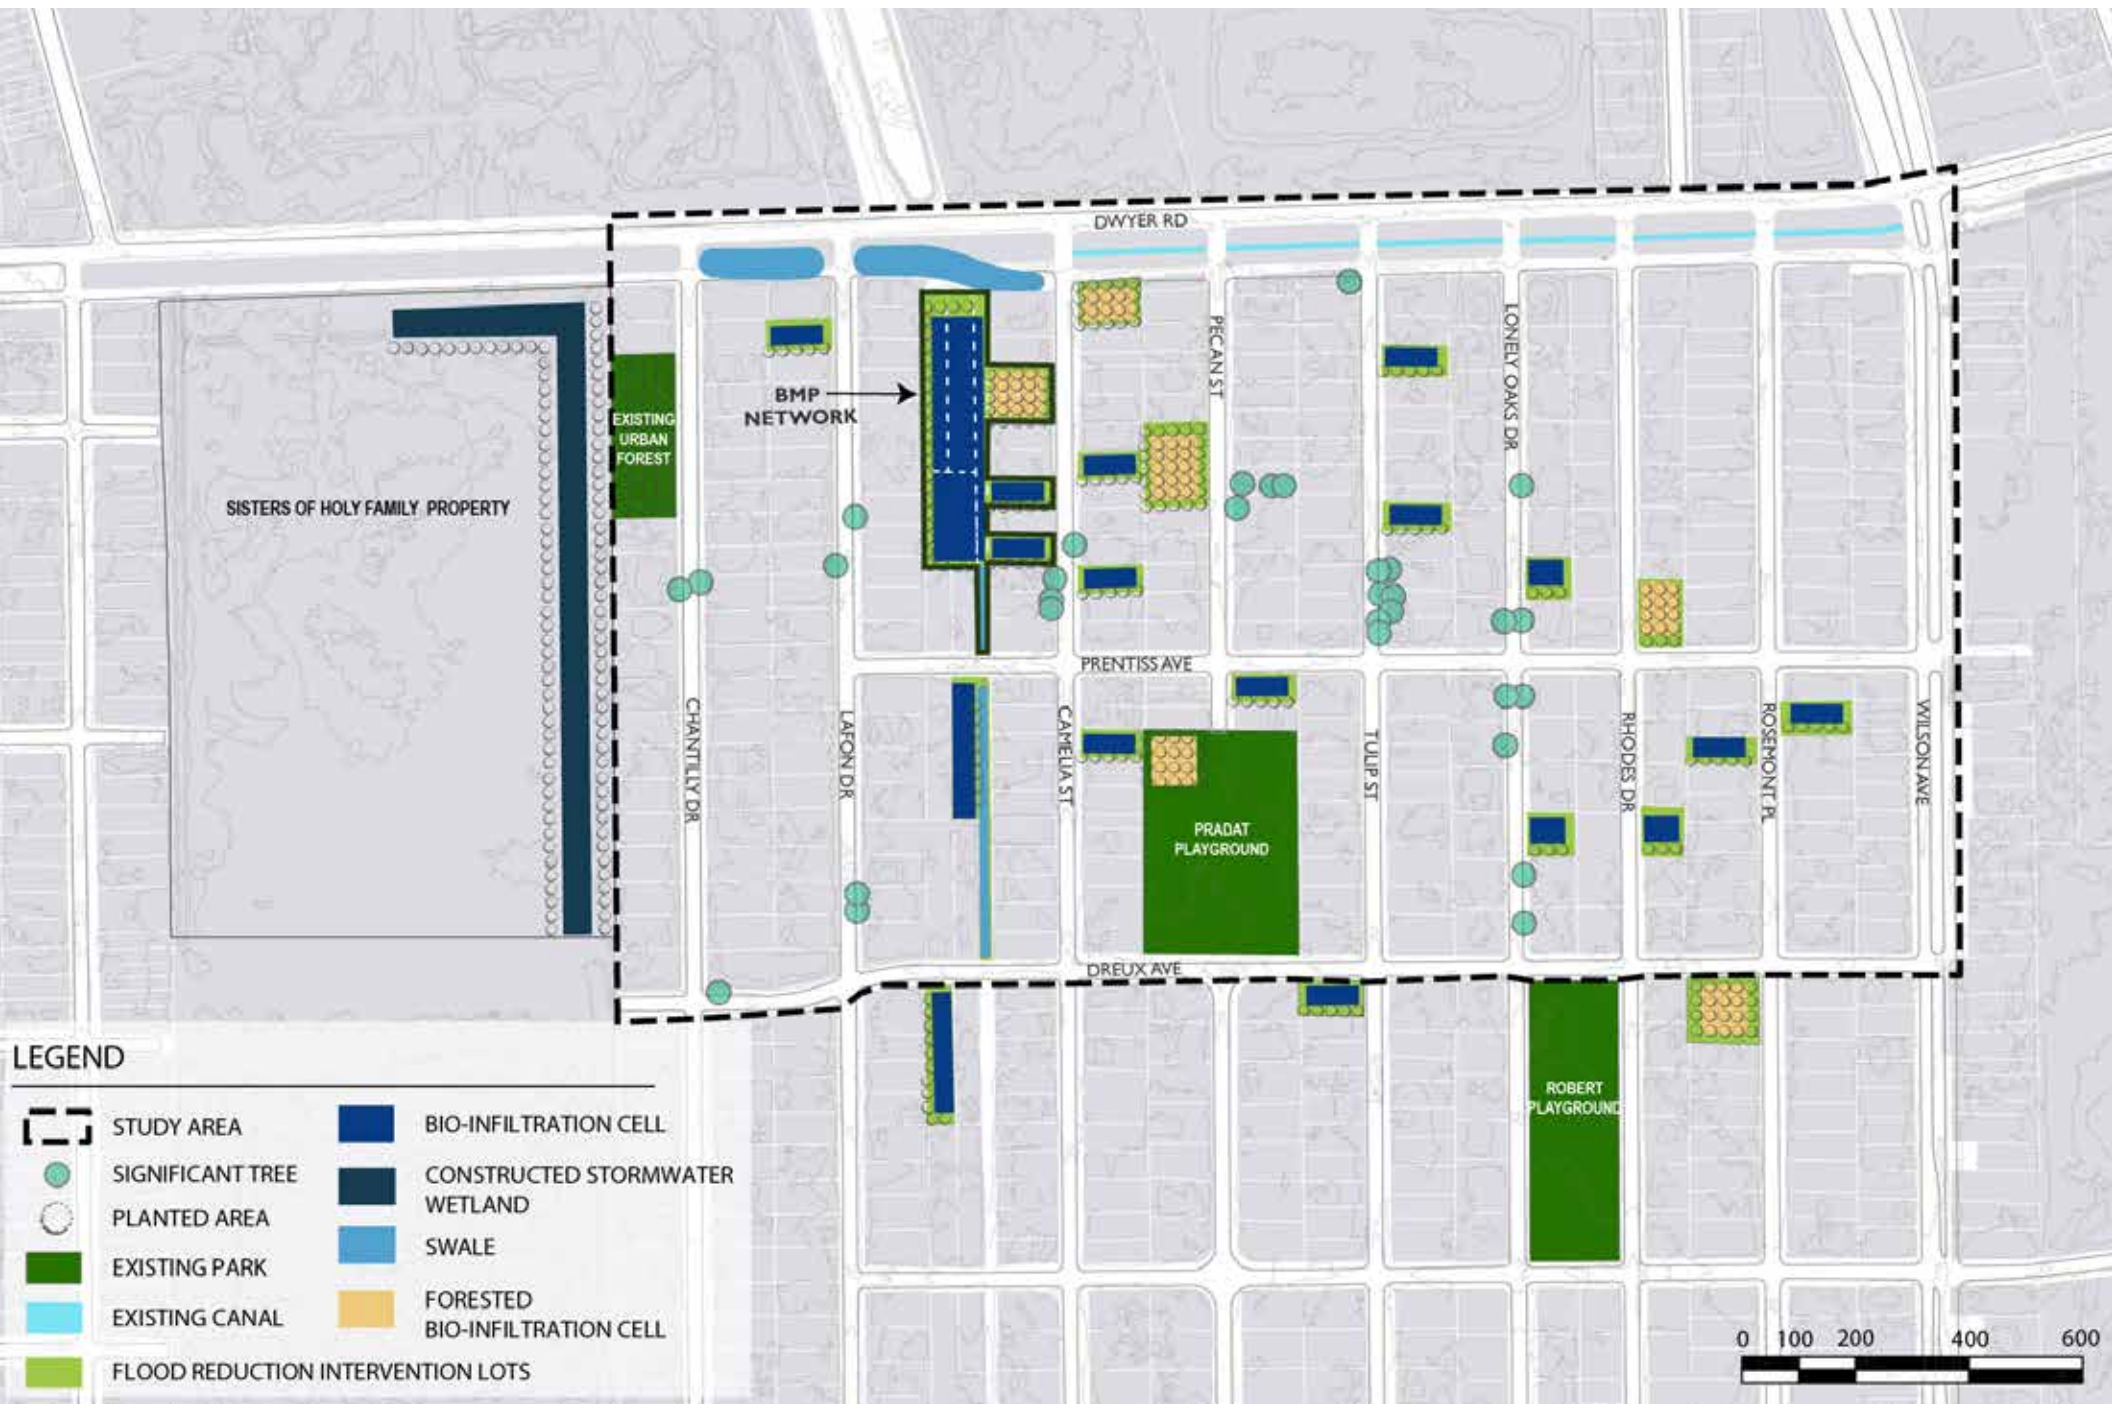 DWYER RD
PECAN ST
LONELY OAKS DR
BMP
NETWORK
EXISTING
URBAN
FOREST
SISTERS OF HOLY FAMILY PROPERTY
PRENTISS AVE
CHANTILLY DR
LAFON DR
CAMELIA ST
TULIP ST
RHODES DR
ROSEMONT PL
WILSON AVE
PRADAT
PLAYGROUND
DREUX AVE
ROBERT
PLAYGROUND
LEGEND
STUDY AREA
SIGNIFICANT TREE
PLANTED AREA
EXISTING PARK
EXISTING CANAL
FLOOD REDUCTION INTERVENTION LOTS
BIO-INFILTRATION CELL
CONSTRUCTED STORMWATER
WETLAND
SWALE
FORESTED
BIO-INFILTRATION CELL
0 100 200 400 600